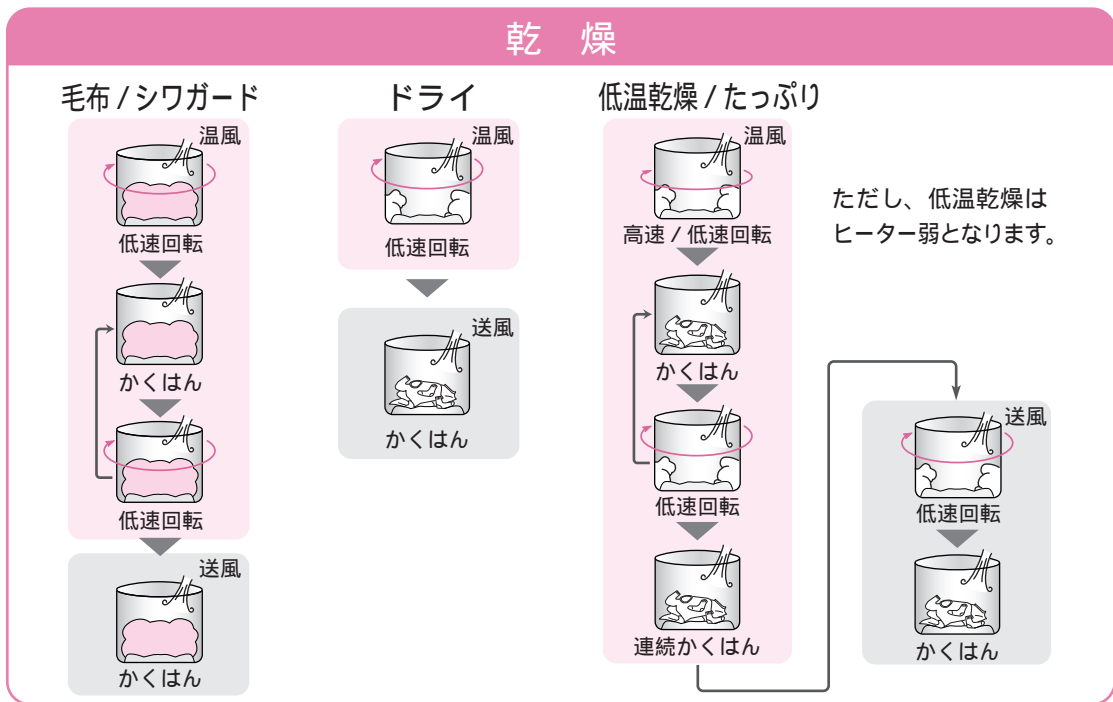 乾 燥
毛布 / シワガード
温風
低速回転
かくはん
低速回転
送風
かくはん
ドライ
温風
低速回転
送風
かくはん
低温乾燥 / たっぷり
温風
高速 / 低速回転
かくはん
低速回転
連続かくはん
ただし、低温乾燥は
ヒーター弱となります。
送風
低速回転
かくはん